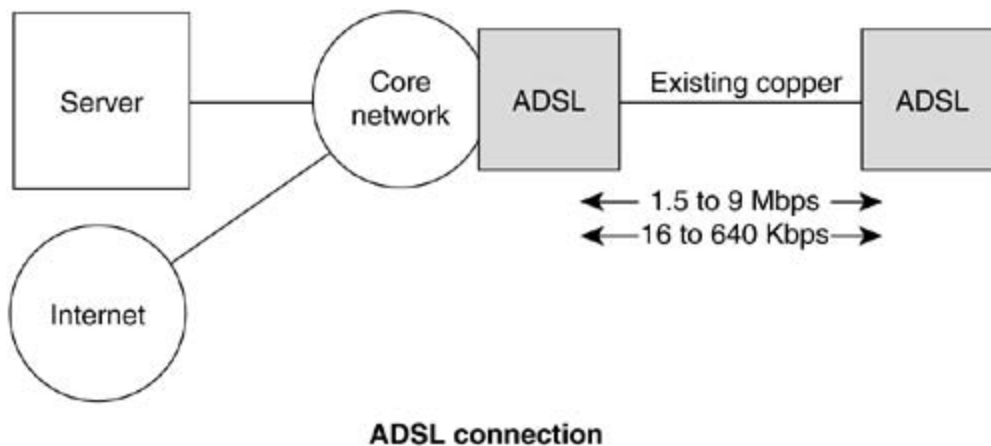 Server
Core
network
ADSL
Existing copper
ADSL
1.5 to 9 Mbps
16 to 640 Kbps
Internet
ADSL connection